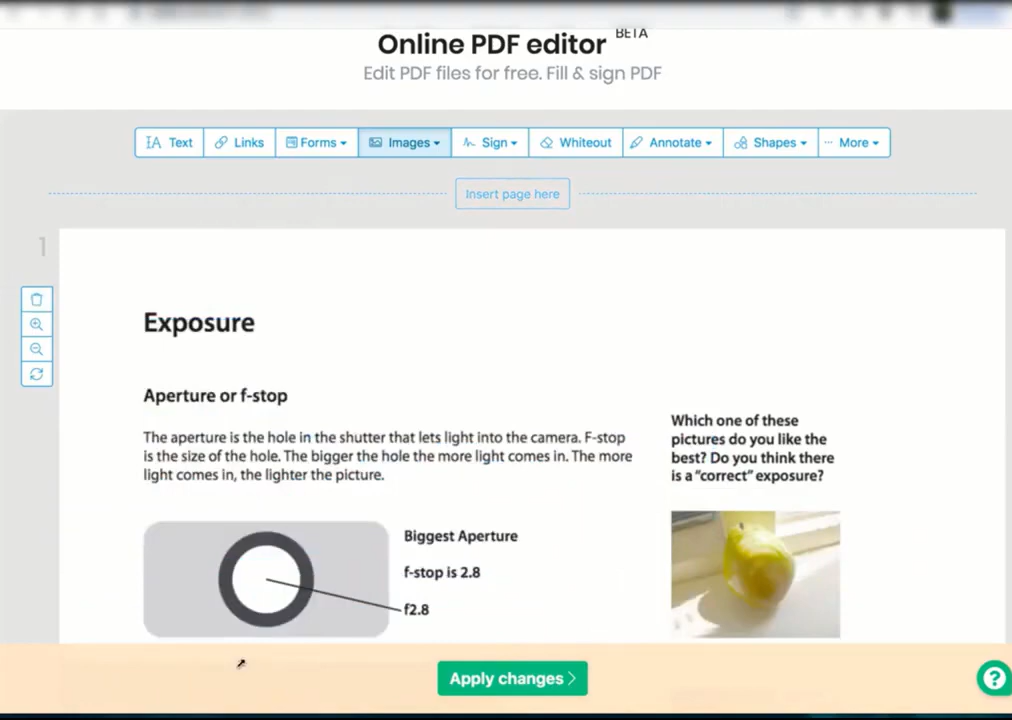 Online PDF editor BETA
Edit PDF files for free. Fill & sign PDF
Text Links Forms Images Sign Whiteout Annotate Shapes More
Insert page here
1
Exposure
Aperture or f-stop
The aperture is the hole in the shutter that lets light into the camera. F-stop
is the size of the hole. The bigger the hole the more light comes in. The more
light comes in, the lighter the picture.
Which one of these
pictures do you like the
best? Do you think there
is a "correct" exposure?
Biggest Aperture
f-stop is 2.8
f2.8
Apply changes
?